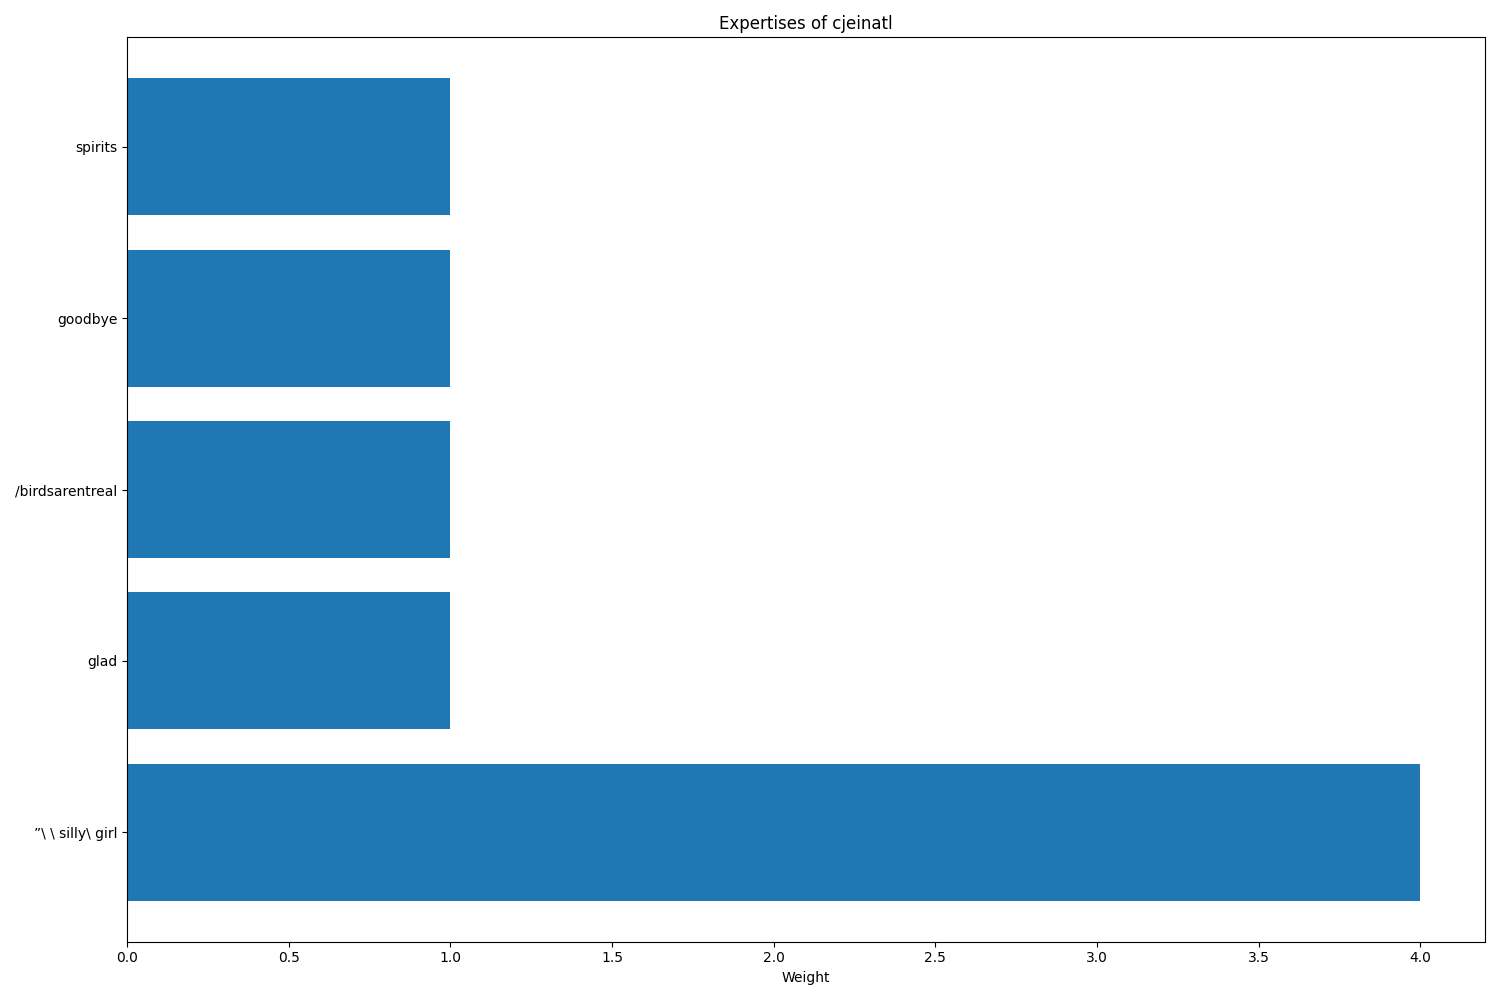 Expertises of cjeinatl
spirits
goodbye
/birdsarentreal
glad
”\ \ silly\ girl
0.0 0.5 1.0 1.5 2.0 2.5 3.0 3.5 4.0
Weight